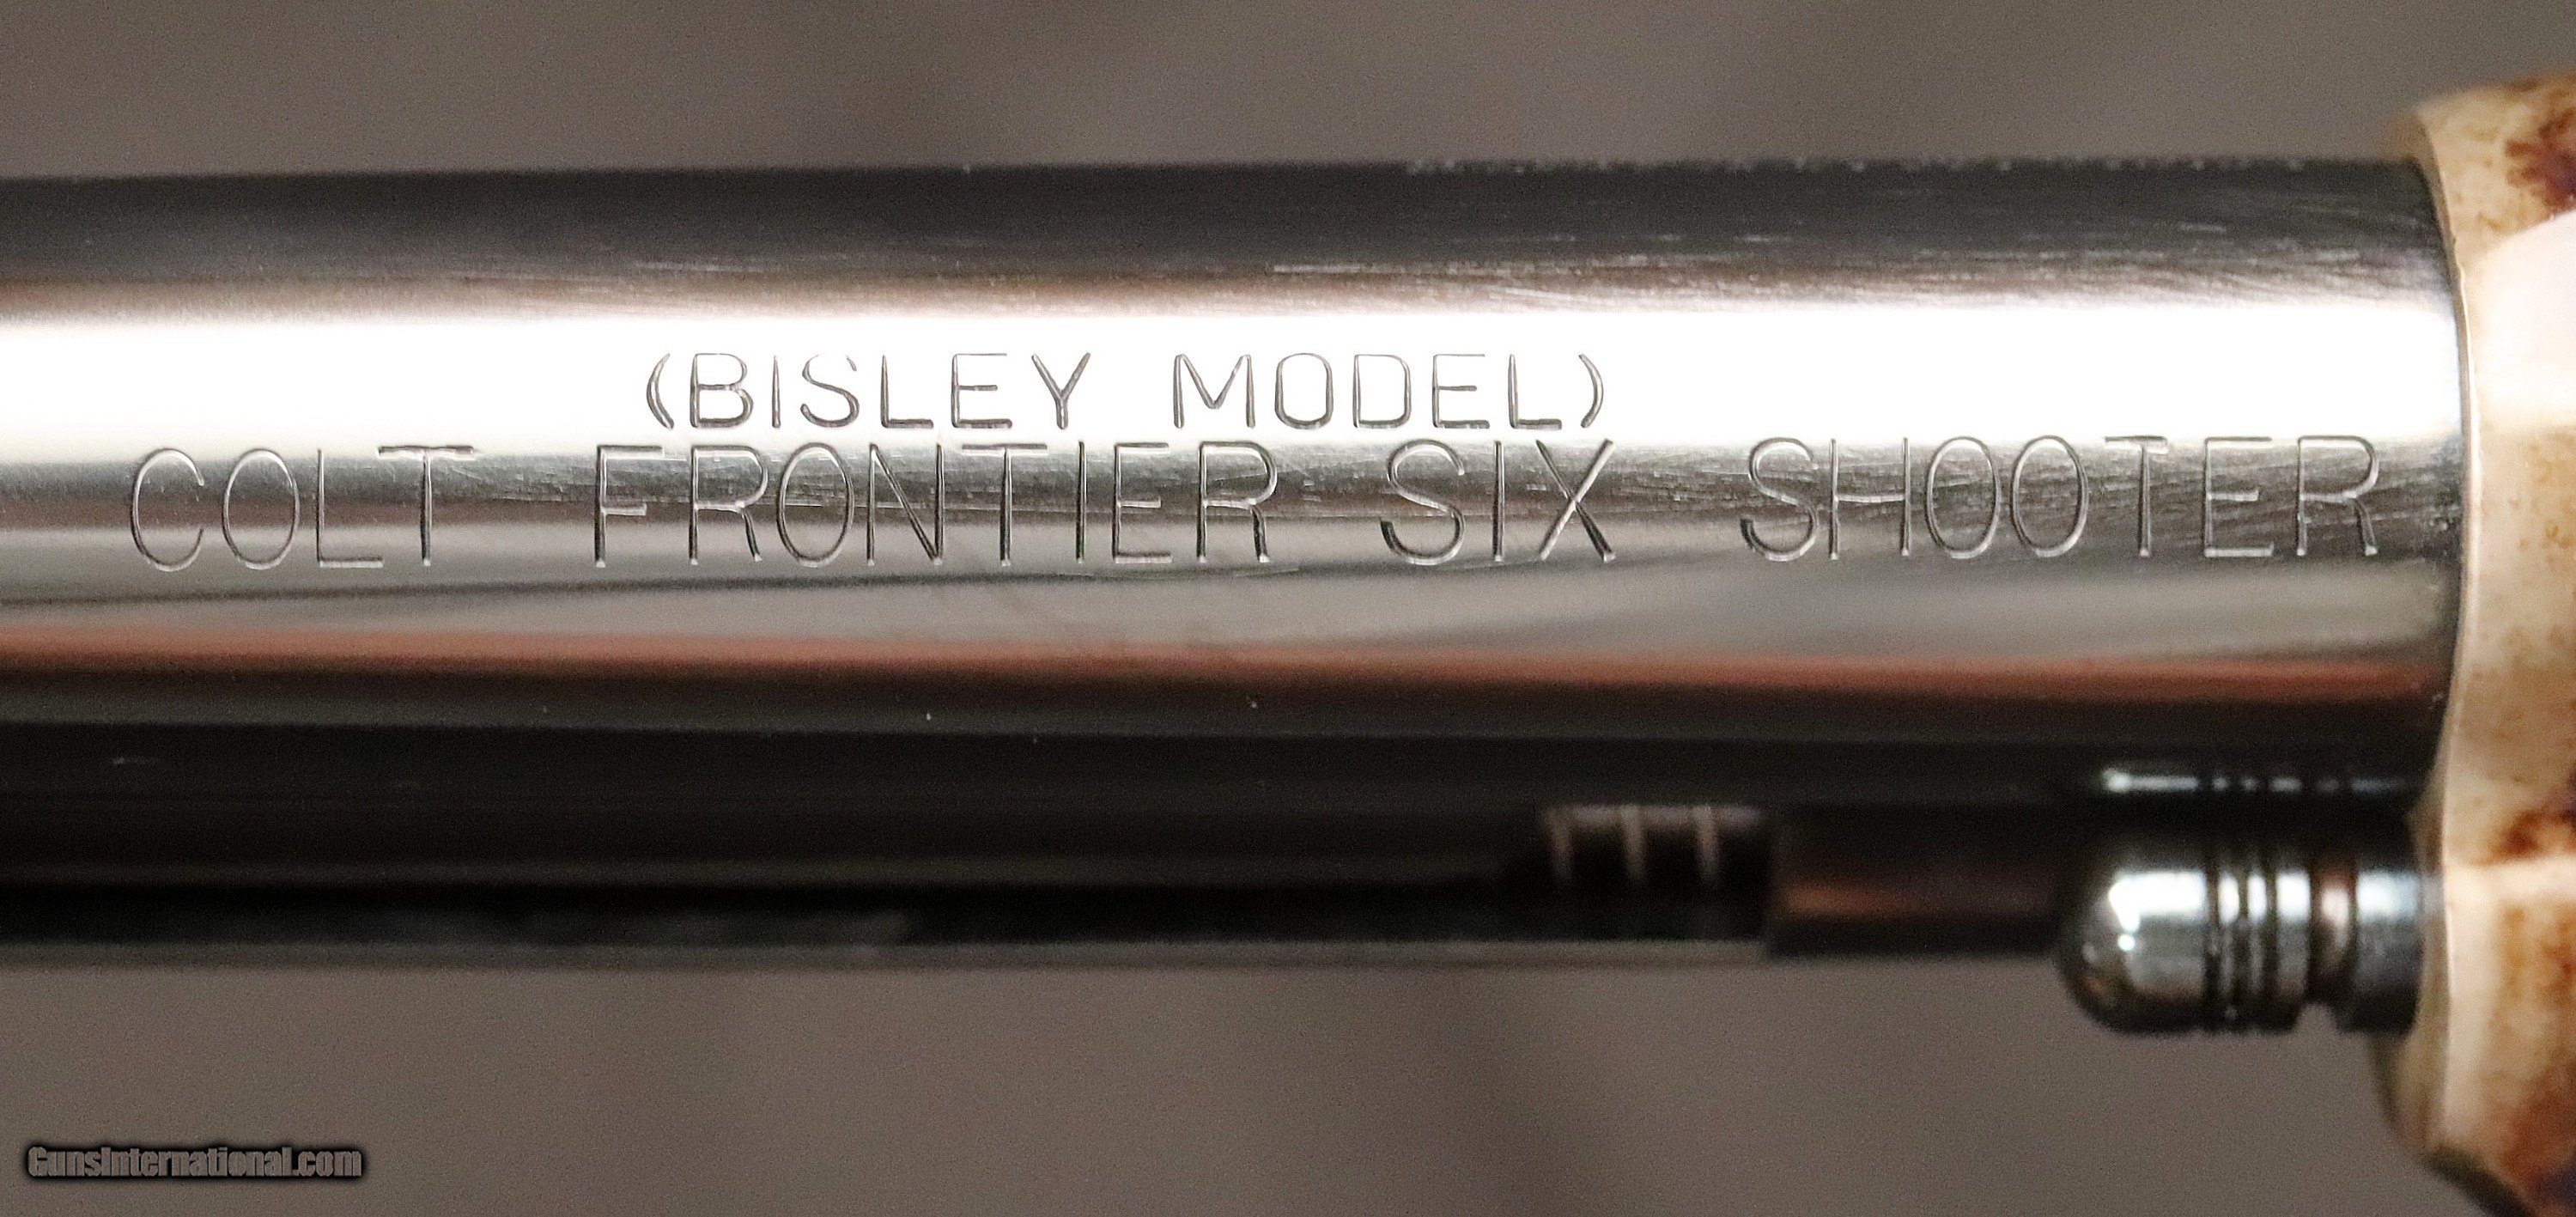 (BISLEY MODEL)
COLT FRONTIER SIX SHOOTER
GunsInternational.com